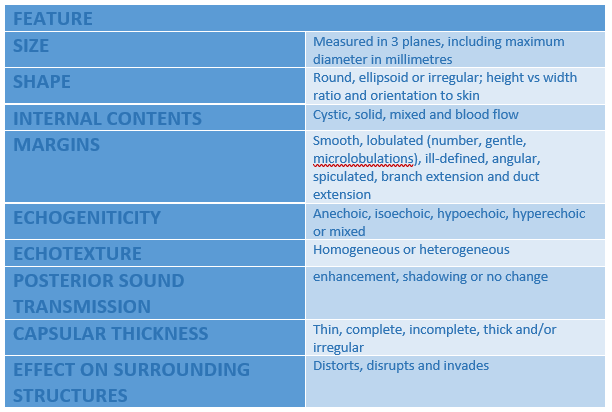 FEATURE
SIZE
Measured in 3 planes, including maximum
diameter in millimetres
SHAPE
Round, ellipsoid or irregular; height vs width
ratio and orientation to skin
INTERNAL CONTENTS
Cystic, solid, mixed and blood flow
MARGINS
Smooth, lobulated (number, gentle,
microlobulations), ill-defined, angular,
spiculated, branch extension and duct
extension
ECHOGENITICITY
Anechoic, isoechoic, hypoechoic, hyperechoic
or mixed
ECHOTEXTURE
Homogeneous or heterogeneous
POSTERIOR SOUND
TRANSMISSION
enhancement, shadowing or no change
CAPSULAR THICKNESS
Thin, complete, incomplete, thick and/or
irregular
EFFECT ON SURROUNDING
STRUCTURES
Distorts, disrupts and invades